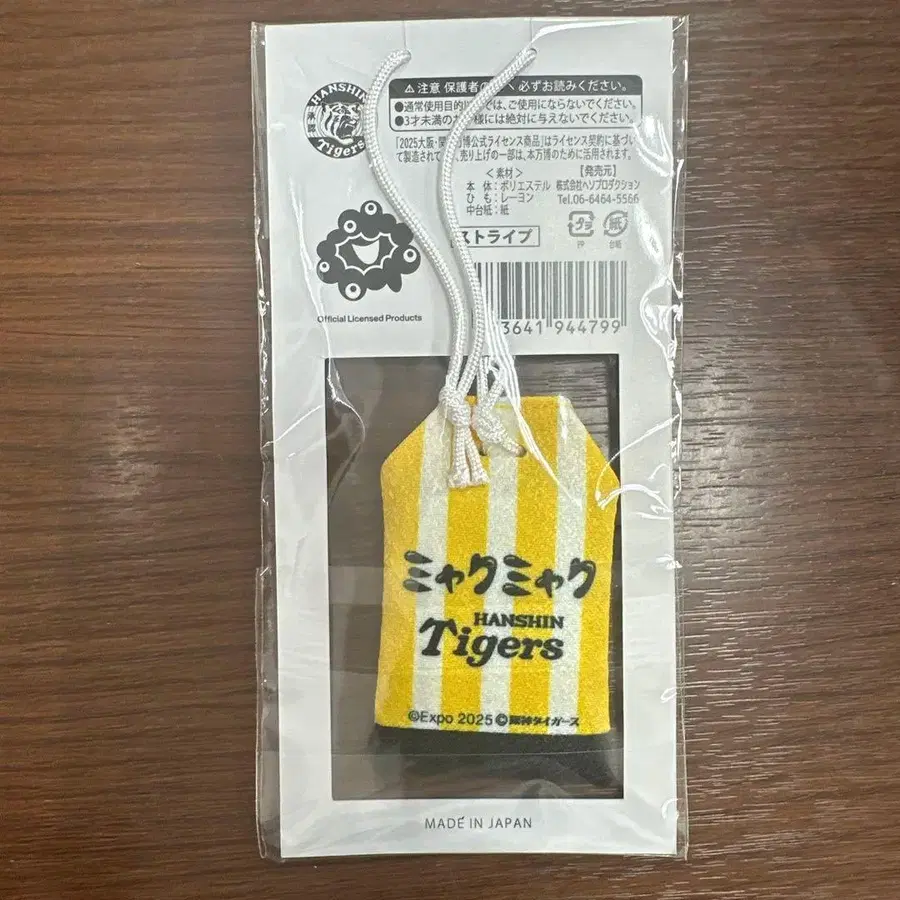 HANSHIN
Tigers
⚠注意 保護者の 必ずお読みください。
●通常使用目的 では、ご使用にならないでください。
●3才未満のお 様には絶対に与えないでください。
「2025大阪・関 博公式ライセンス商品」はライセンス契約に基づい
て製造されて 売り上げの一部は、本万博のために活用されます。
<素材>
本 体:ポリエステル
ひ も:レーヨン
中台紙:紙
【発売元】
株式会社ヘソプロダクション
Tel.06-6464-5566
プラ
PP
紙
台紙
ストライプ
3641 944799
Official Licensed Products
ミャクミャク
HANSHIN
Tigers
©Expo 2025 ©阪神タイガース
MADE IN JAPAN